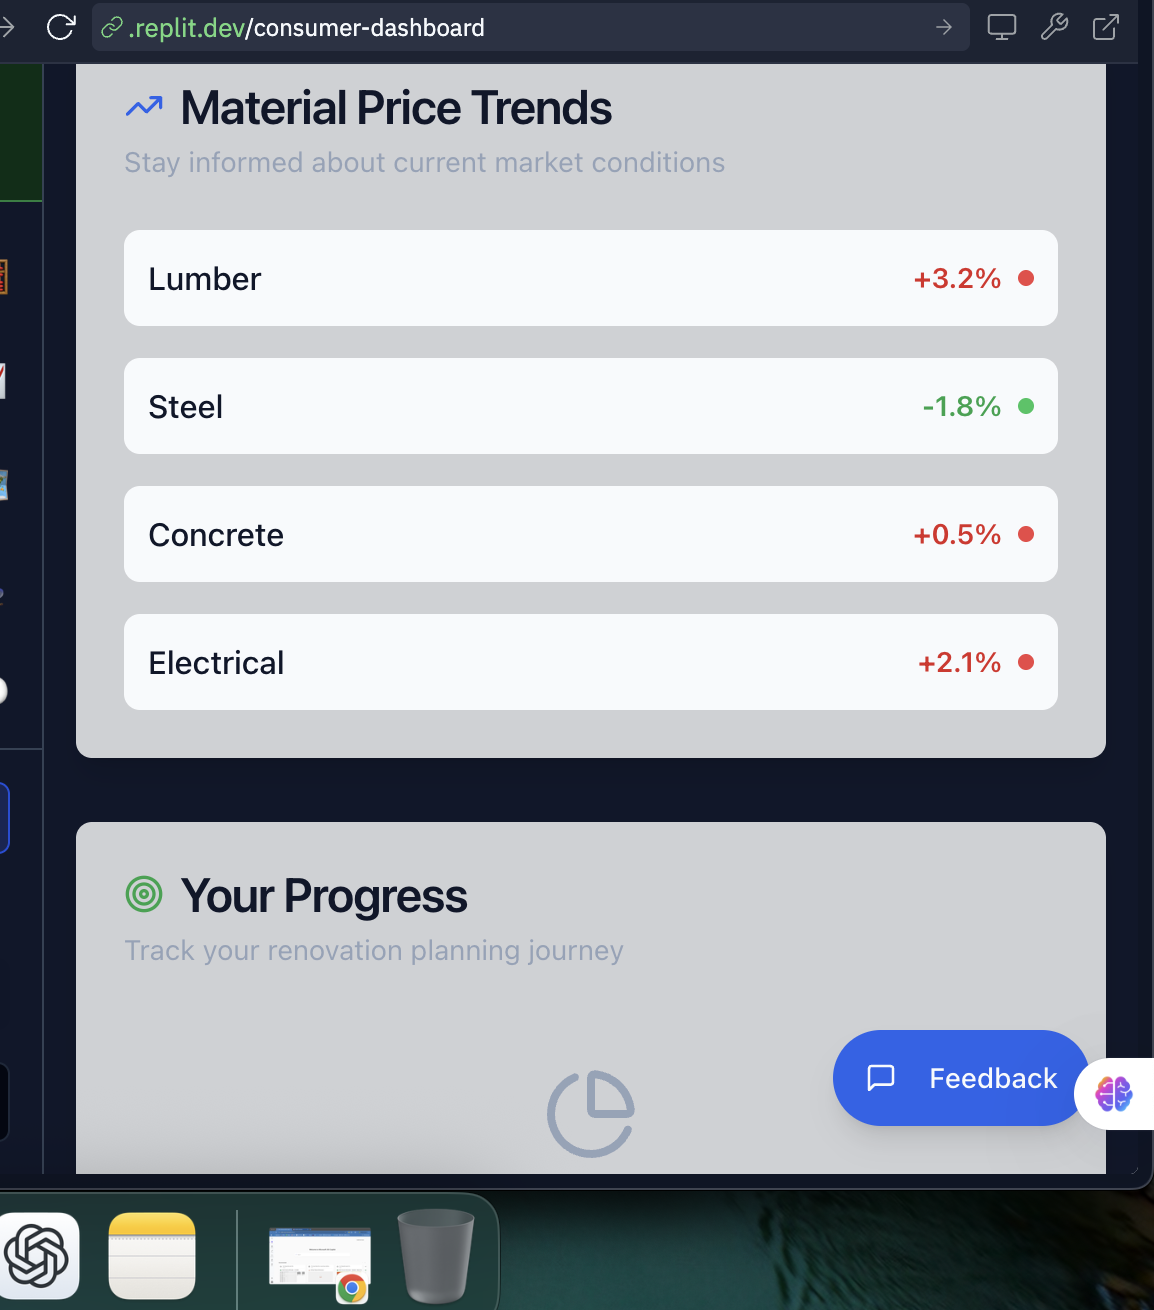 .replit.dev/consumer-dashboard
Material Price Trends
Stay informed about current market conditions
Lumber
+3.2%
Steel
-1.8%
Concrete
+0.5%
Electrical
+2.1%
Your Progress
Track your renovation planning journey
Feedback